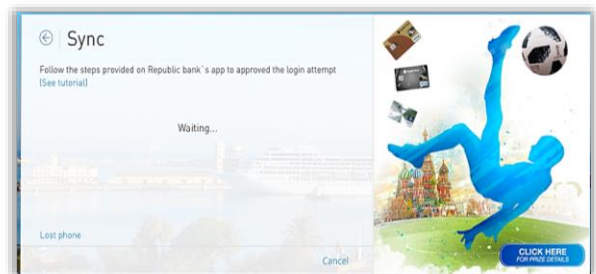 Sync
Follow the steps provided on Republic bank`s app to approved the login attempt
(See tutorial)
Waiting...
Lost phone
Cancel
CLICK HERE
FOR PRIZE DETAILS